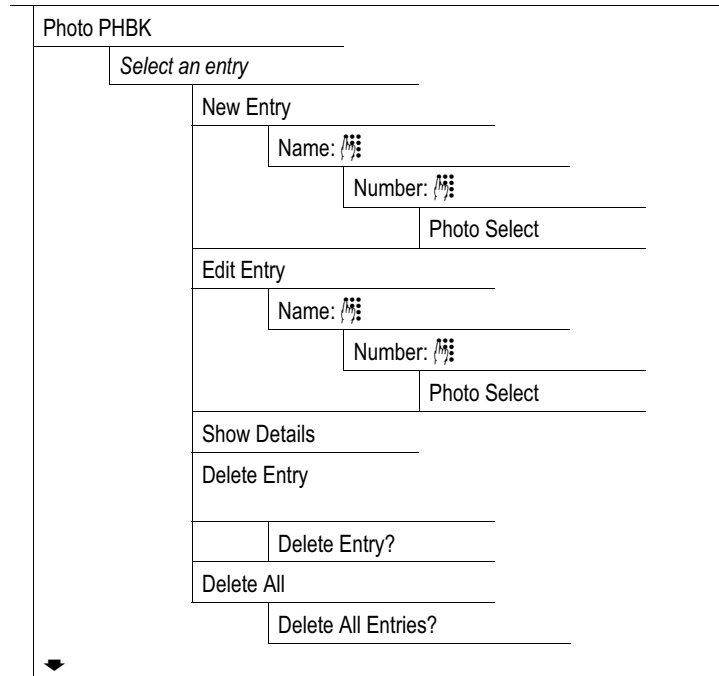 Photo PHBK
Select an entry
New Entry
Name:
Number:
Photo Select
Edit Entry
Name:
Number:
Photo Select
Show Details
Delete Entry
Delete Entry?
Delete All
Delete All Entries?